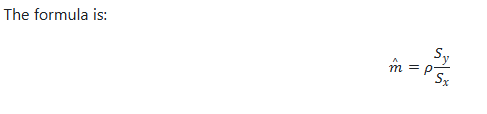 The formula is:
m̂ = ρ S_y / S_x